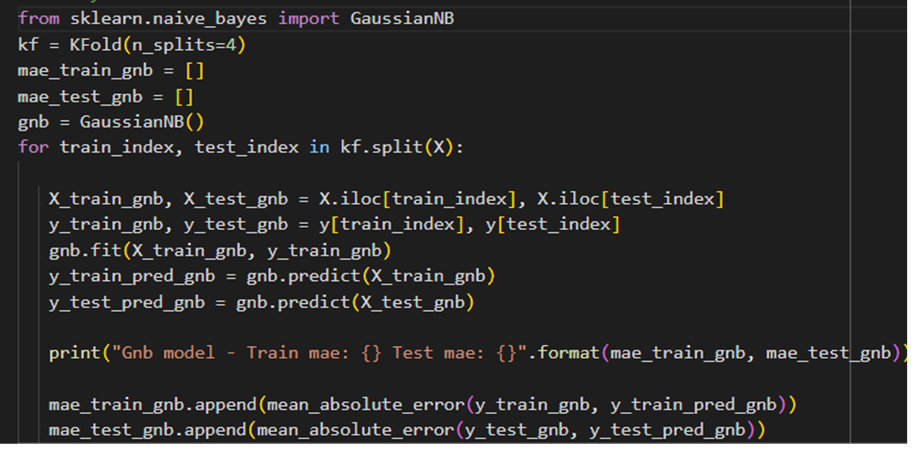 from sklearn.naive_bayes import GaussianNB
kf = KFold(n_splits=4)
mae_train_gnb = []
mae_test_gnb = []
gnb = GaussianNB()
for train_index, test_index in kf.split(X):
X_train_gnb, X_test_gnb = X.iloc[train_index], X.iloc[test_index]
y_train_gnb, y_test_gnb = y[train_index], y[test_index]
gnb.fit(X_train_gnb, y_train_gnb)
y_train_pred_gnb = gnb.predict(X_train_gnb)
y_test_pred_gnb = gnb.predict(X_test_gnb)
print("Gnb model - Train mae: {} Test mae: {}".format(mae_train_gnb, mae_test_gnb))
mae_train_gnb.append(mean_absolute_error(y_train_gnb, y_train_pred_gnb))
mae_test_gnb.append(mean_absolute_error(y_test_gnb, y_test_pred_gnb))